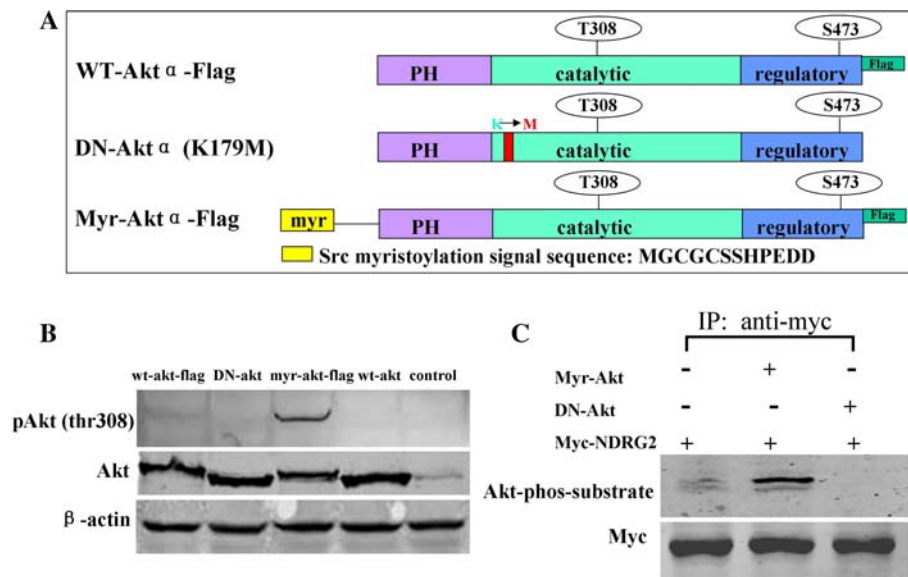 A
T308
S473
WT-Akt α -Flag
PH
catalytic
regulatory
Flag
T308
S473
K → M
DN-Akt α (K179M)
PH
catalytic
regulatory
T308
S473
Myr-Akt α -Flag
myr
PH
catalytic
regulatory
Flag
Src myristoylation signal sequence: MGCGCSSHPEDD
B
wt-akt-flag DN-akt myr-akt-flag wt-akt control
pAkt (thr308)
Akt
β -actin
C
IP: anti-myc
Myr-Akt - + -
DN-Akt - - +
Myc-NDRG2 + + +
Akt-phos-substrate
Myc